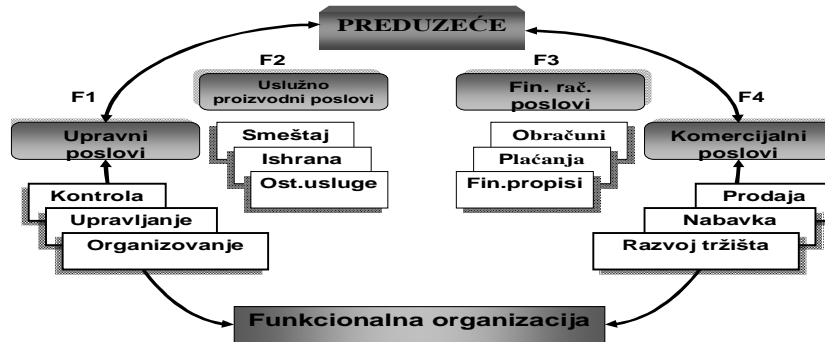 PREDUZEĆE
F1
Upravni
poslovi
Kontrola
Upravljanje
Organizovanje
F2
Uslužno
proizvodni poslovi
Smeštaj
Ishrana
Ost.usluge
F3
Fin. rač.
poslovi
Obračuni
Plaćanja
Fin.propisi
F4
Komercijalni
poslovi
Prodaja
Nabavka
Razvoj tržišta
Funkcionalna organizacija